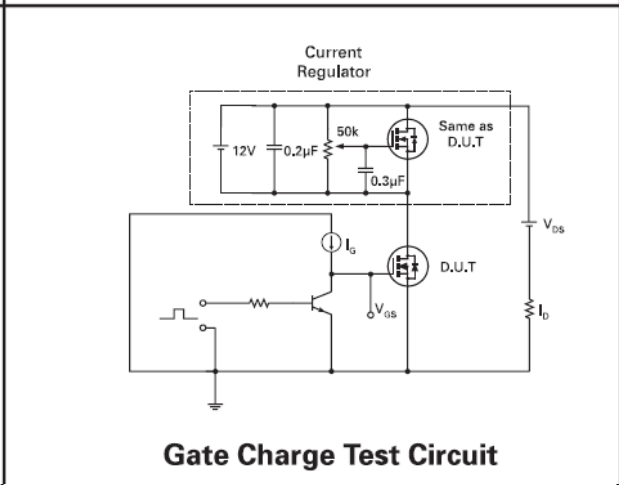 Current
Regulator
50k
Same as
D.U.T
12V
0.2µF
0.3µF
V_DS
I_G
D.U.T
V_GS
I_D
Gate Charge Test Circuit